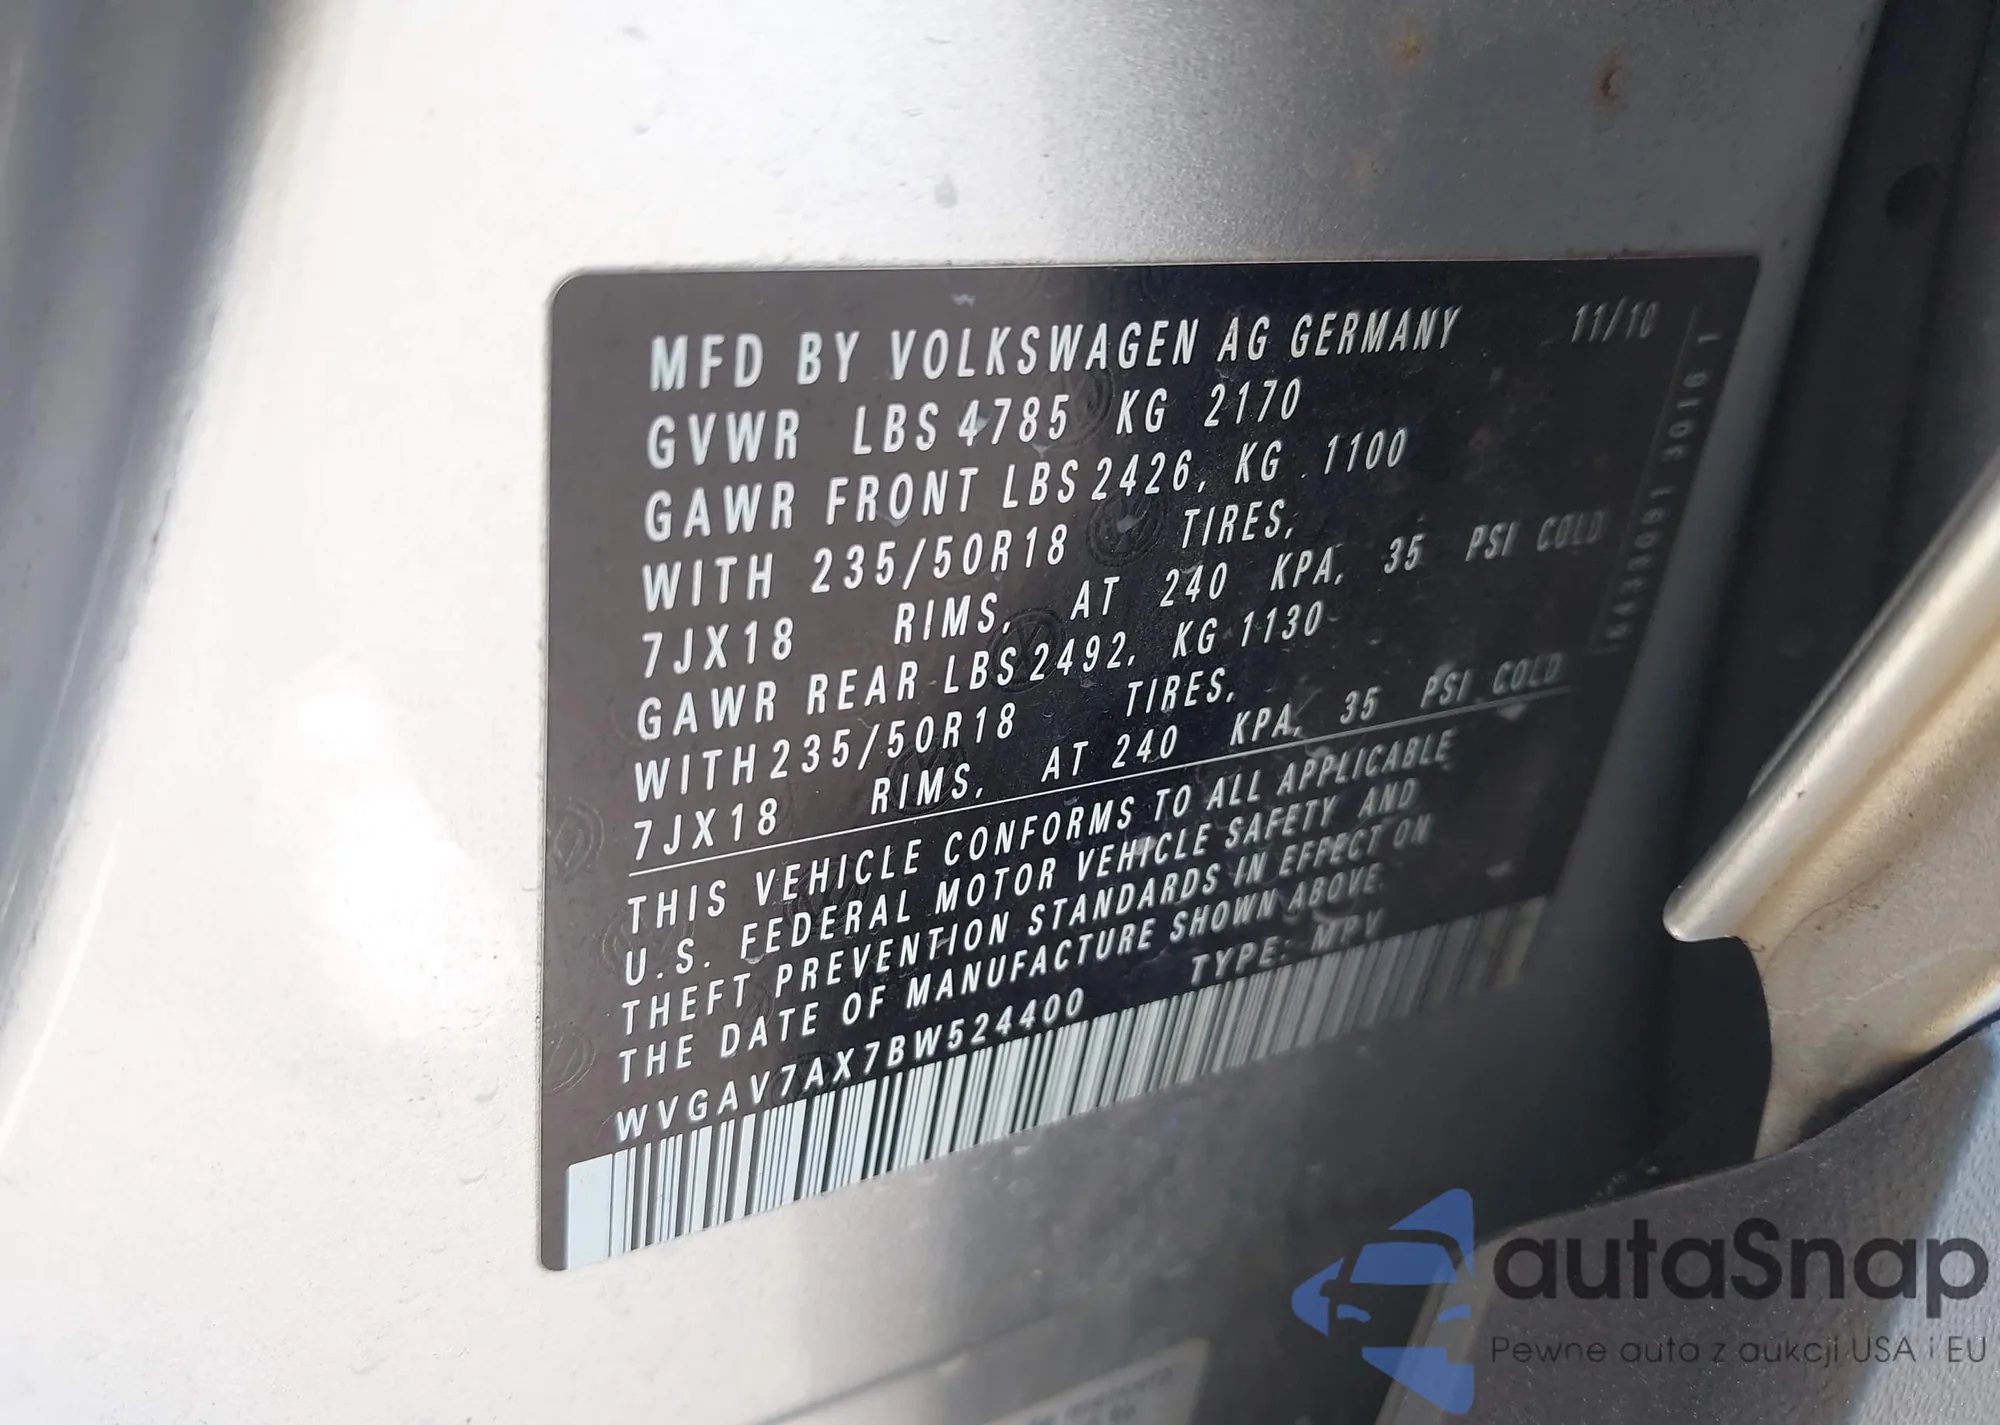 MFD BY VOLKSWAGEN AG GERMANY 11/10
GVWR LBS 4785 KG 2170
GAWR FRONT LBS 2426, KG 1100
WITH 235/50R18 TIRES,
7JX18 RIMS, AT 240 KPA, 35 PSI COLD
GAWR REAR LBS 2492, KG 1130
WITH 235/50R18 TIRES,
7JX18 RIMS, AT 240 KPA, 35 PSI COLD
THIS VEHICLE CONFORMS TO ALL APPLICABLE
U.S. FEDERAL MOTOR VEHICLE SAFETY AND
THEFT PREVENTION STANDARDS IN EFFECT ON
THE DATE OF MANUFACTURE SHOWN ABOVE.
WVGAV7AX7BW524400 TYPE: MPV
autaSnap
Pewne auta z aukcji USA i EU